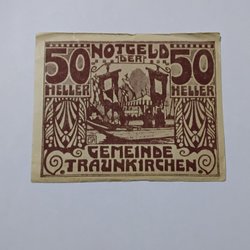 NOTGELD
50 DER 50
HELLER HELLER
GEMEINDE
TRAUNKIRCHEN.